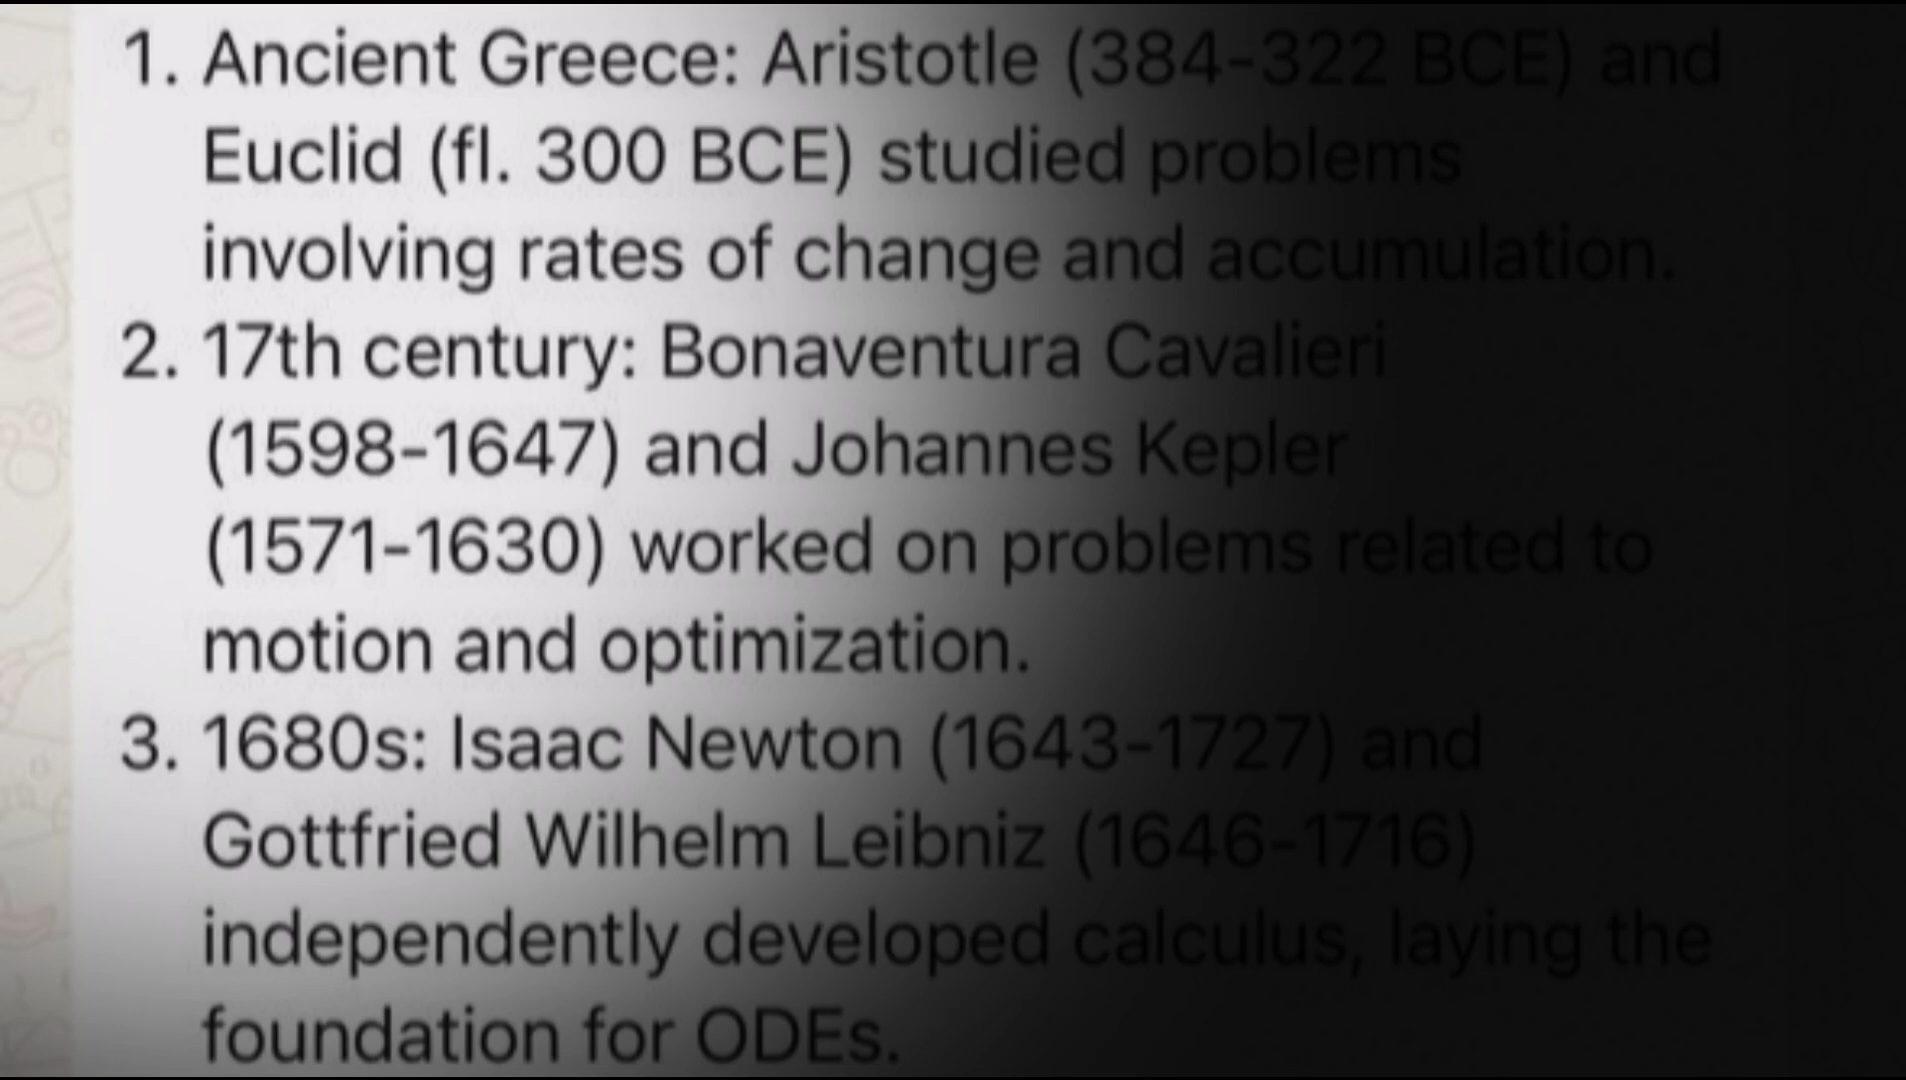 1. Ancient Greece: Aristotle (384-322 BCE) and
Euclid (fl. 300 BCE) studied problems
involving rates of change and accumulation.
2. 17th century: Bonaventura Cavalieri
(1598-1647) and Johannes Kepler
(1571-1630) worked on problems related to
motion and optimization.
3. 1680s: Isaac Newton (1643-1727) and
Gottfried Wilhelm Leibniz (1646-1716)
independently developed calculus, laying the
foundation for ODEs.